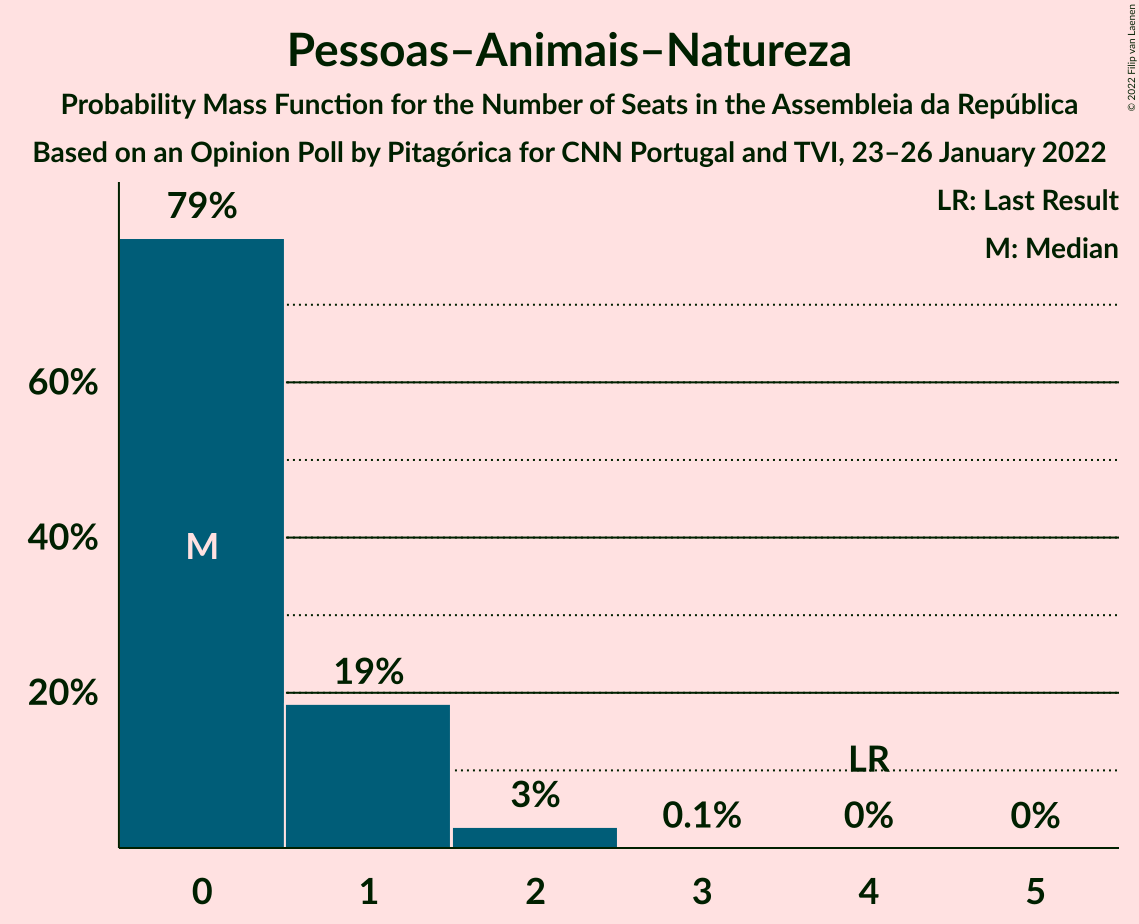 Pessoas–Animais–Natureza
Probability Mass Function for the Number of Seats in the Assembleia da República
Based on an Opinion Poll by Pitagórica for CNN Portugal and TVI, 23–26 January 2022
© 2022 Filip van Laenen
LR: Last Result
M: Median
79%
60%
40%
M
20%
19%
LR
3%
0.1%
0%
0%
0 1 2 3 4 5